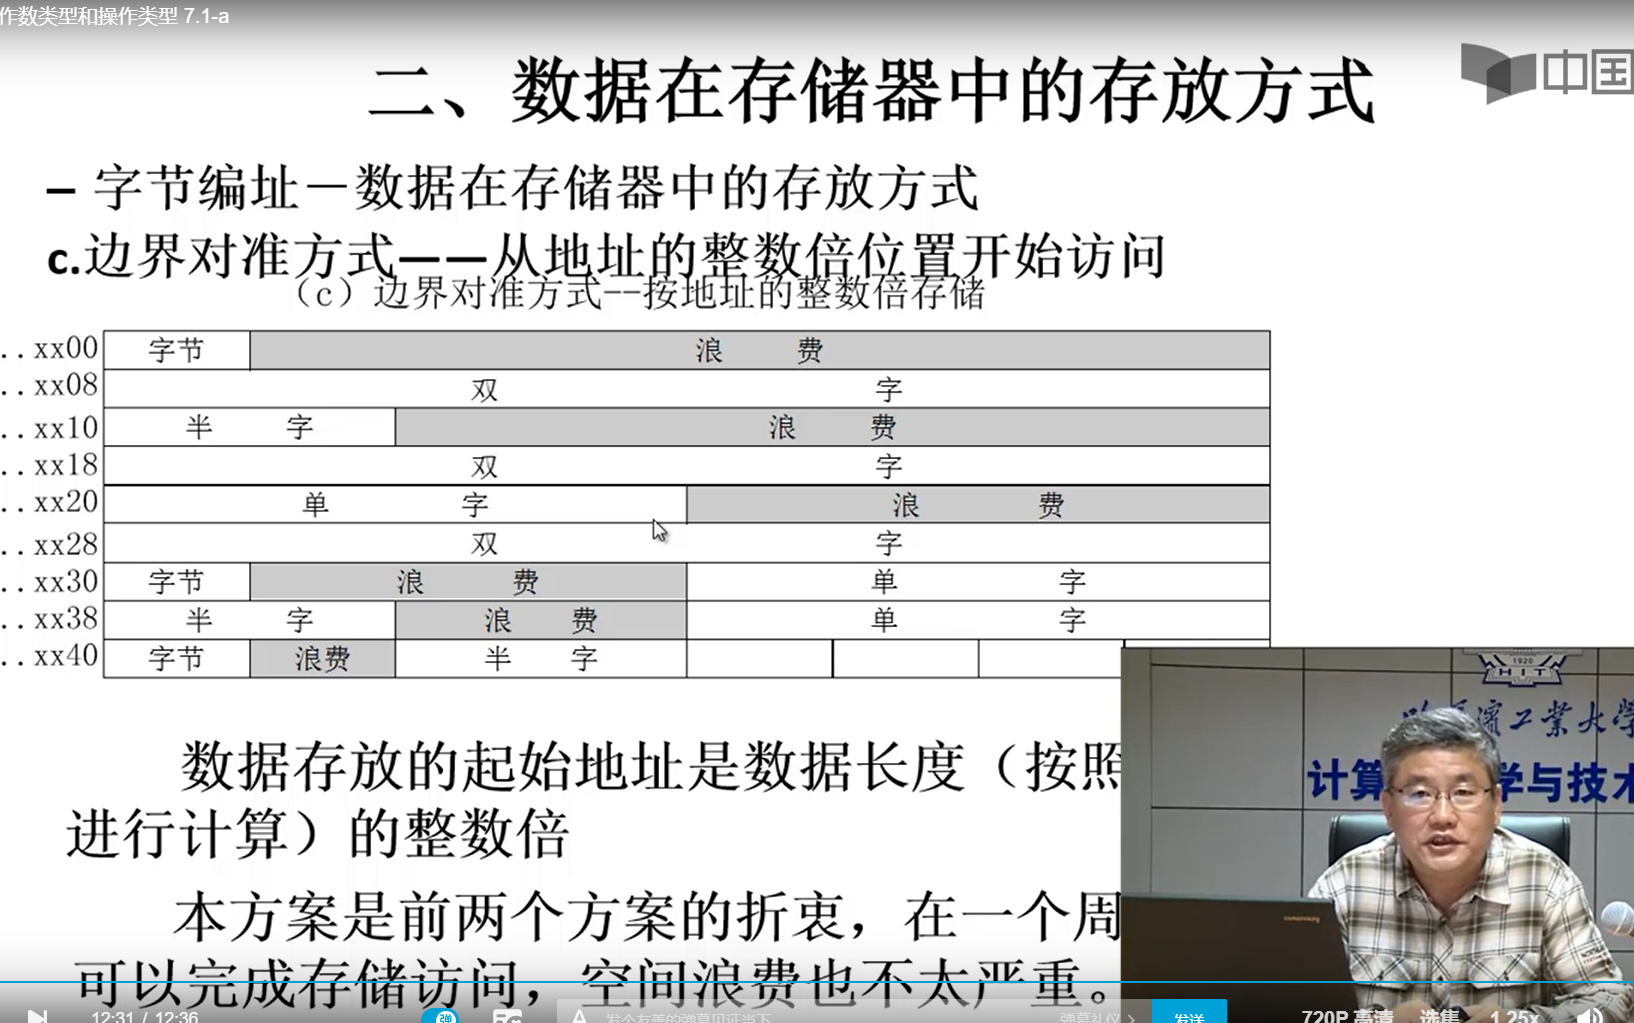 作数类型和操作类型 7.1-a
二、数据在存储器中的存放方式
中国
– 字节编址－数据在存储器中的存放方式
c.边界对准方式——从地址的整数倍位置开始访问
（c）边界对准方式--按地址的整数倍存储
..xx00 字节 浪费
..xx08 双字
..xx10 半字 浪费
..xx18 双字
..xx20 单字 浪费
..xx28 双字
..xx30 字节 浪费 单字
..xx38 半字 浪费 单字
..xx40 字节 浪费 半字
数据存放的起始地址是数据长度（按照
进行计算）的整数倍
本方案是前两个方案的折衷，在一个周
可以完成存储访问，空间浪费也不太严重。
1920
HIT
工業大學
计算 学与技术
12:31 / 12:36
弹
发个友善的弹幕见证当下
弹幕礼仪 >
发送
720P 高清
选集
1.25x